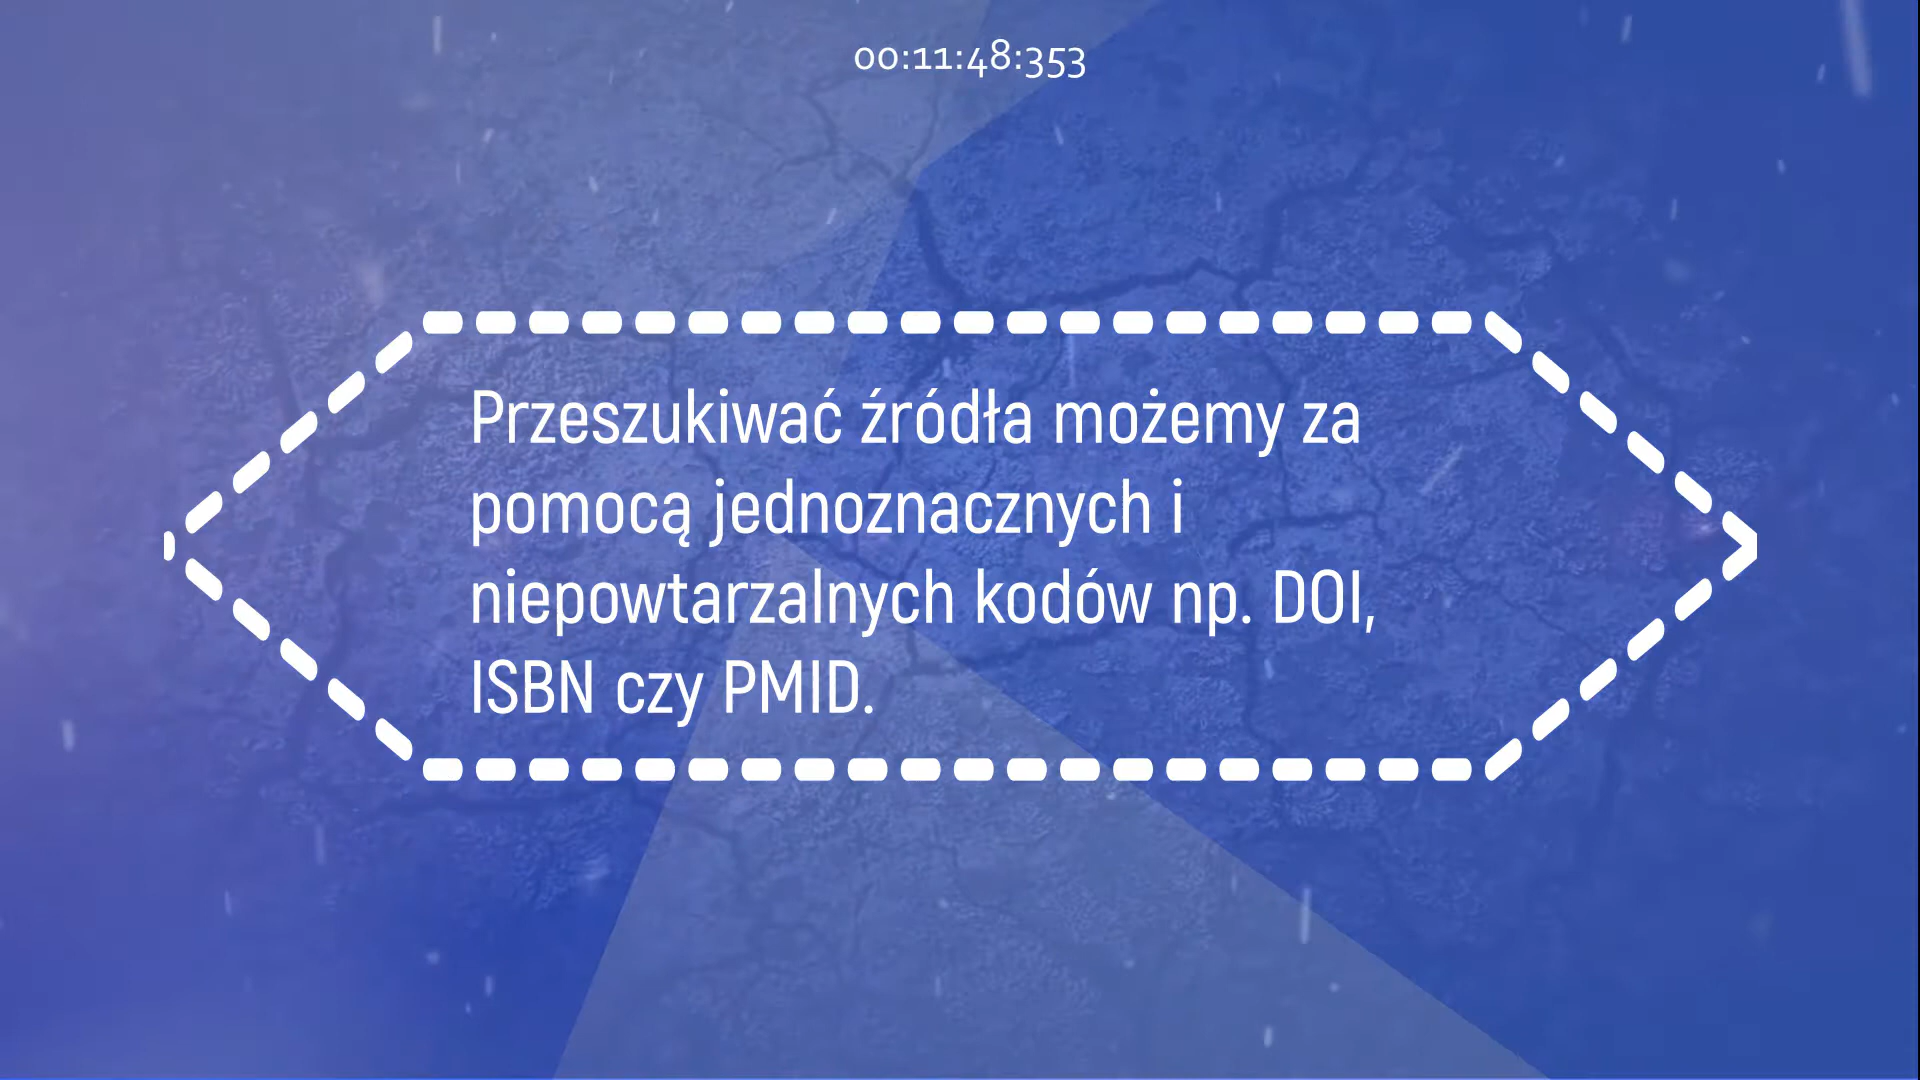 00:11:48:353
Przeszukiwać źródła możemy za
pomocą jednoznacznych i
niepowtarzalnych kodów np. DOI,
ISBN czy PMID.